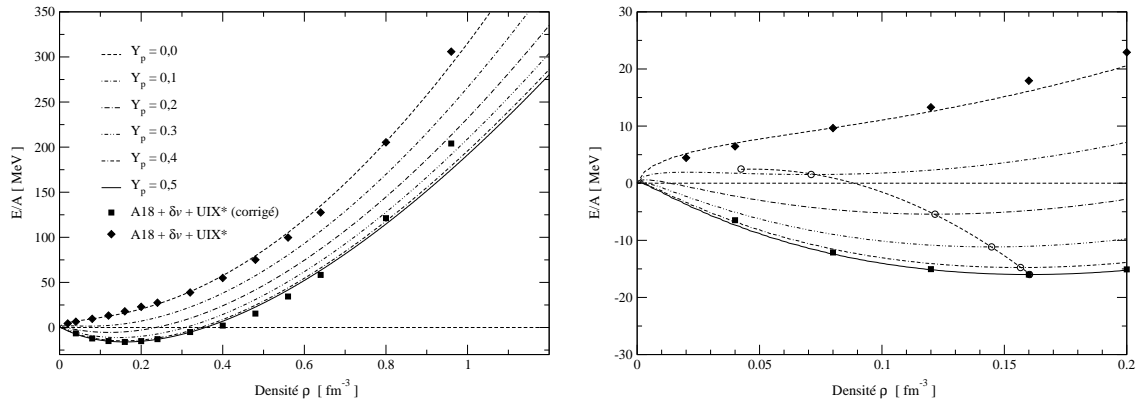 350
300
250
200
150
100
50
0
E/A [ MeV ]
Y_p = 0,0
Y_p = 0,1
Y_p = 0,2
Y_p = 0.3
Y_p = 0,4
Y_p = 0,5
A18 + δv + UIX* (corrigé)
A18 + δv + UIX*
0 0.2 0.4 0.6 0.8 1
Densité ρ [ fm^-3 ]
30
20
10
0
-10
-20
-30
E/A [ MeV ]
0 0.05 0.1 0.15 0.2
Densité ρ [ fm^-3 ]